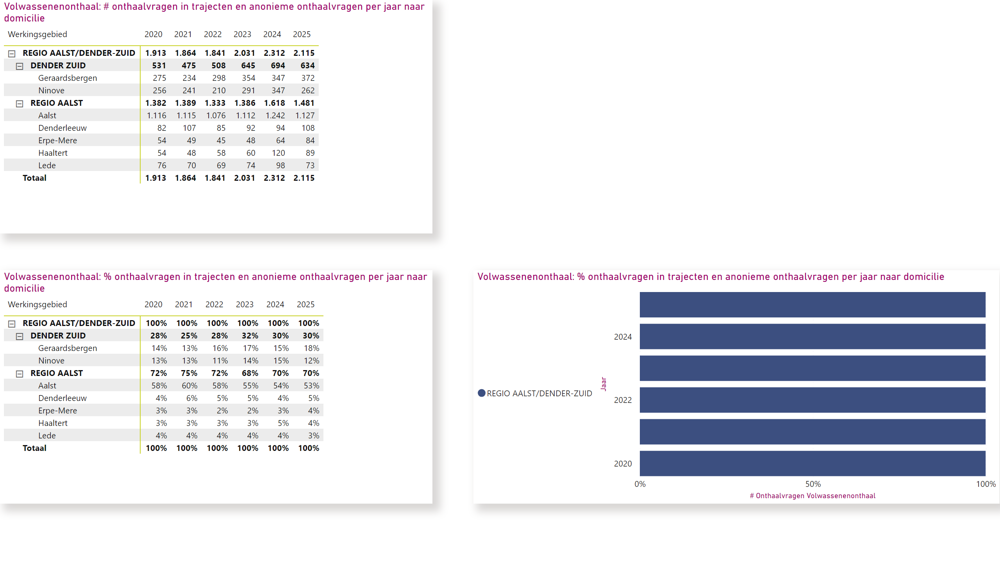 Volwassenenonthaal: # onthaalvragen in trajecten en anonieme onthaalvragen per jaar naar
domicilie
Werkingsgebied 2020 2021 2022 2023 2024 2025
REGIO AALST/DENDER-ZUID 1.913 1.864 1.841 2.031 2.312 2.115
DENDER ZUID 531 475 508 645 694 634
Geraardsbergen 275 234 298 354 347 372
Ninove 256 241 210 291 347 262
REGIO AALST 1.382 1.389 1.333 1.386 1.618 1.481
Aalst 1.116 1.115 1.076 1.112 1.242 1.127
Denderleeuw 82 107 85 92 94 108
Erpe-Mere 54 49 45 48 64 84
Haaltert 54 48 58 60 120 89
Lede 76 70 69 74 98 73
Totaal 1.913 1.864 1.841 2.031 2.312 2.115
Volwassenenonthaal: % onthaalvragen in trajecten en anonieme onthaalvragen per jaar naar
domicilie
Werkingsgebied 2020 2021 2022 2023 2024 2025
REGIO AALST/DENDER-ZUID 100% 100% 100% 100% 100% 100%
DENDER ZUID 28% 25% 28% 32% 30% 30%
Geraardsbergen 14% 13% 16% 17% 15% 18%
Ninove 13% 13% 11% 14% 15% 12%
REGIO AALST 72% 75% 72% 68% 70% 70%
Aalst 58% 60% 58% 55% 54% 53%
Denderleeuw 4% 6% 5% 5% 4% 5%
Erpe-Mere 3% 3% 2% 2% 3% 4%
Haaltert 3% 3% 3% 3% 5% 4%
Lede 4% 4% 4% 4% 4% 3%
Totaal 100% 100% 100% 100% 100% 100%
Volwassenenonthaal: % onthaalvragen in trajecten en anonieme onthaalvragen per jaar naar domicilie
REGIO AALST/DENDER-ZUID
Jaar
2024
2022
2020
0% 50% 100%
# Onthaalvragen Volwassenenonthaal